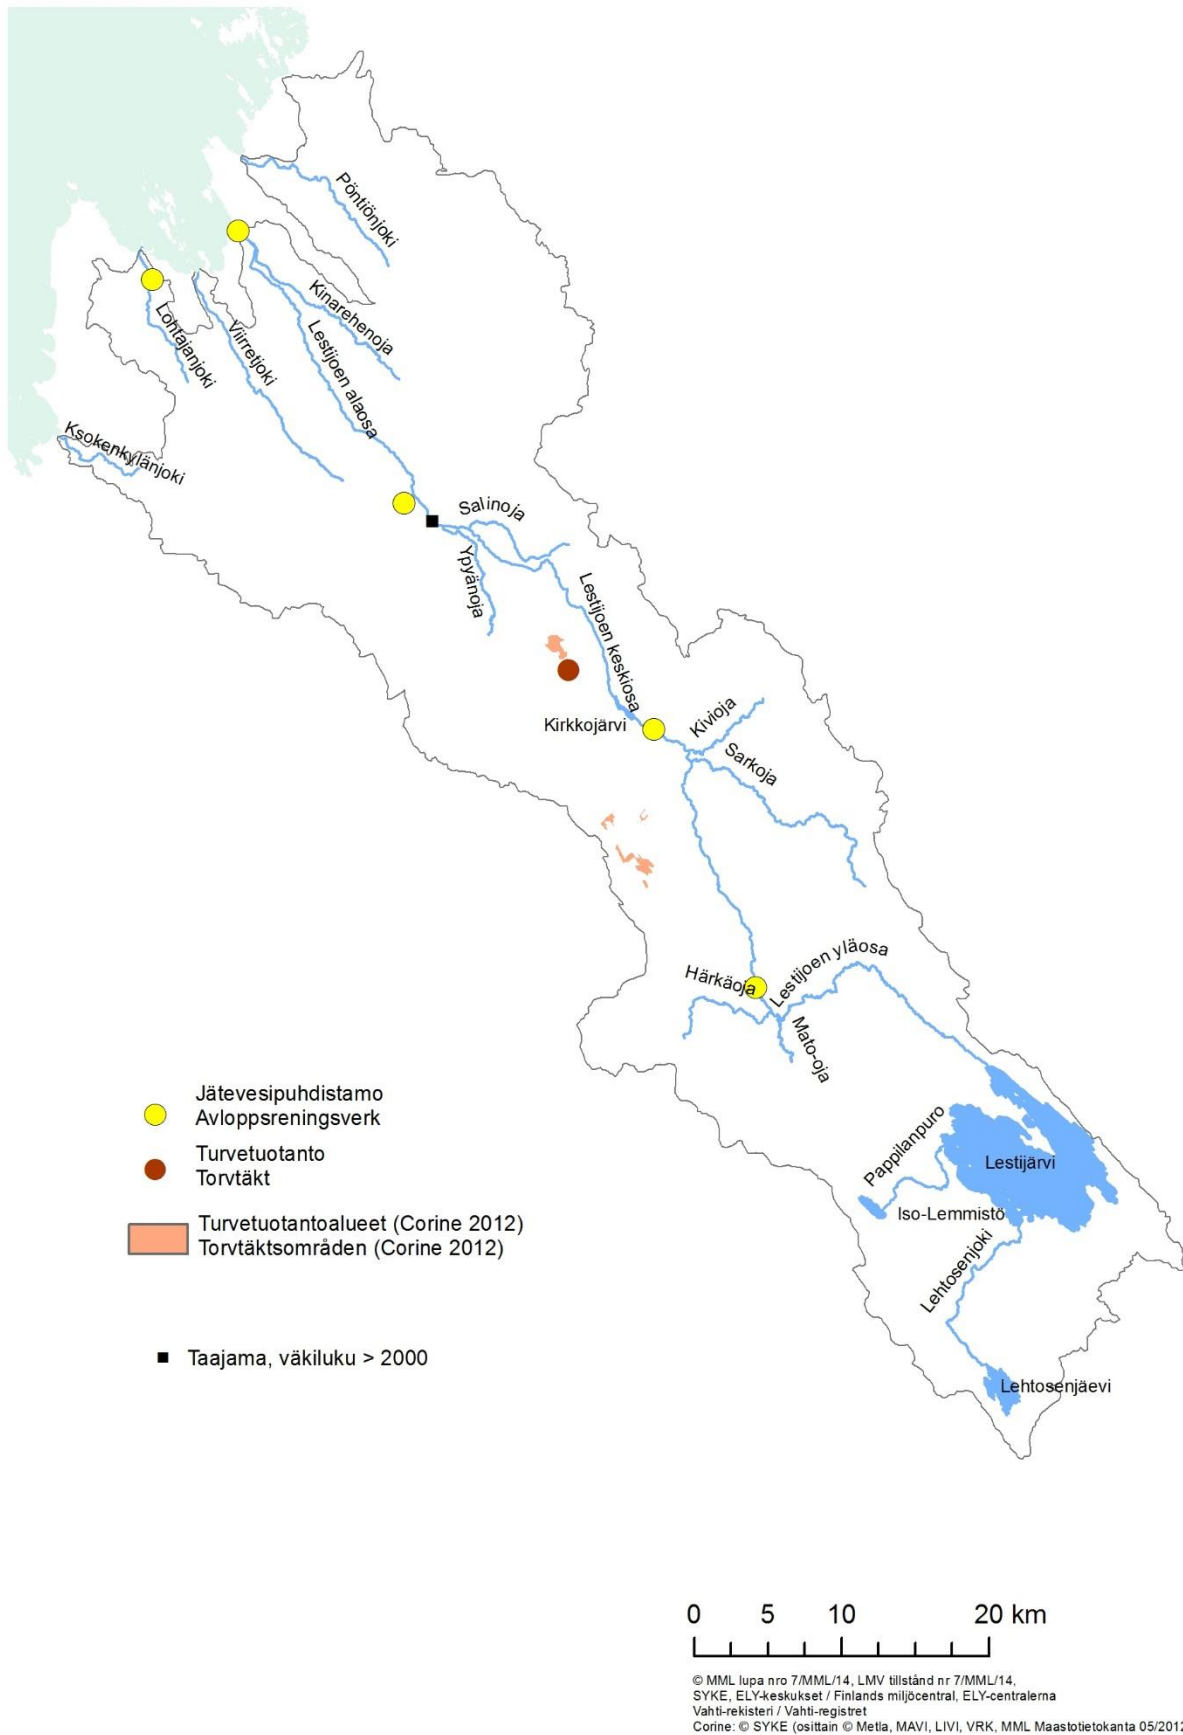 Pöntiönjoki
Kinarehenoja
Lohtajanjoki
Viirretjoki
Lestijoen alaosa
Ksokenkylänjoki
Salinoja
Ypyänoja
Lestijoen keskiosa
Kirkkojärvi
Kivioja
Sarkoja
Härkäoja
Lestijoen yläosa
Mato-oja
Pappilanpuro
Lestijärvi
Iso-Lemmistö
Lehtosenjoki
Lehtosenjäevi
Jätevesipuhdistamo
Avloppsreningsverk
Turvetuotanto
Torvtäkt
Turvetuotantoalueet (Corine 2012)
Torvtäktsområden (Corine 2012)
Taajama, väkiluku > 2000
0 5 10 20 km
© MML lupa nro 7/MML/14, LMV tillstånd nr 7/MML/14,
SYKE, ELY-keskukset / Finlands miljöcentral, ELY-centralerna
Vahti-rekisteri / Vahti-registret
Corine: © SYKE (osittain © Metla, MAVI, LIVI, VRK, MML Maastotietokanta 05/2012